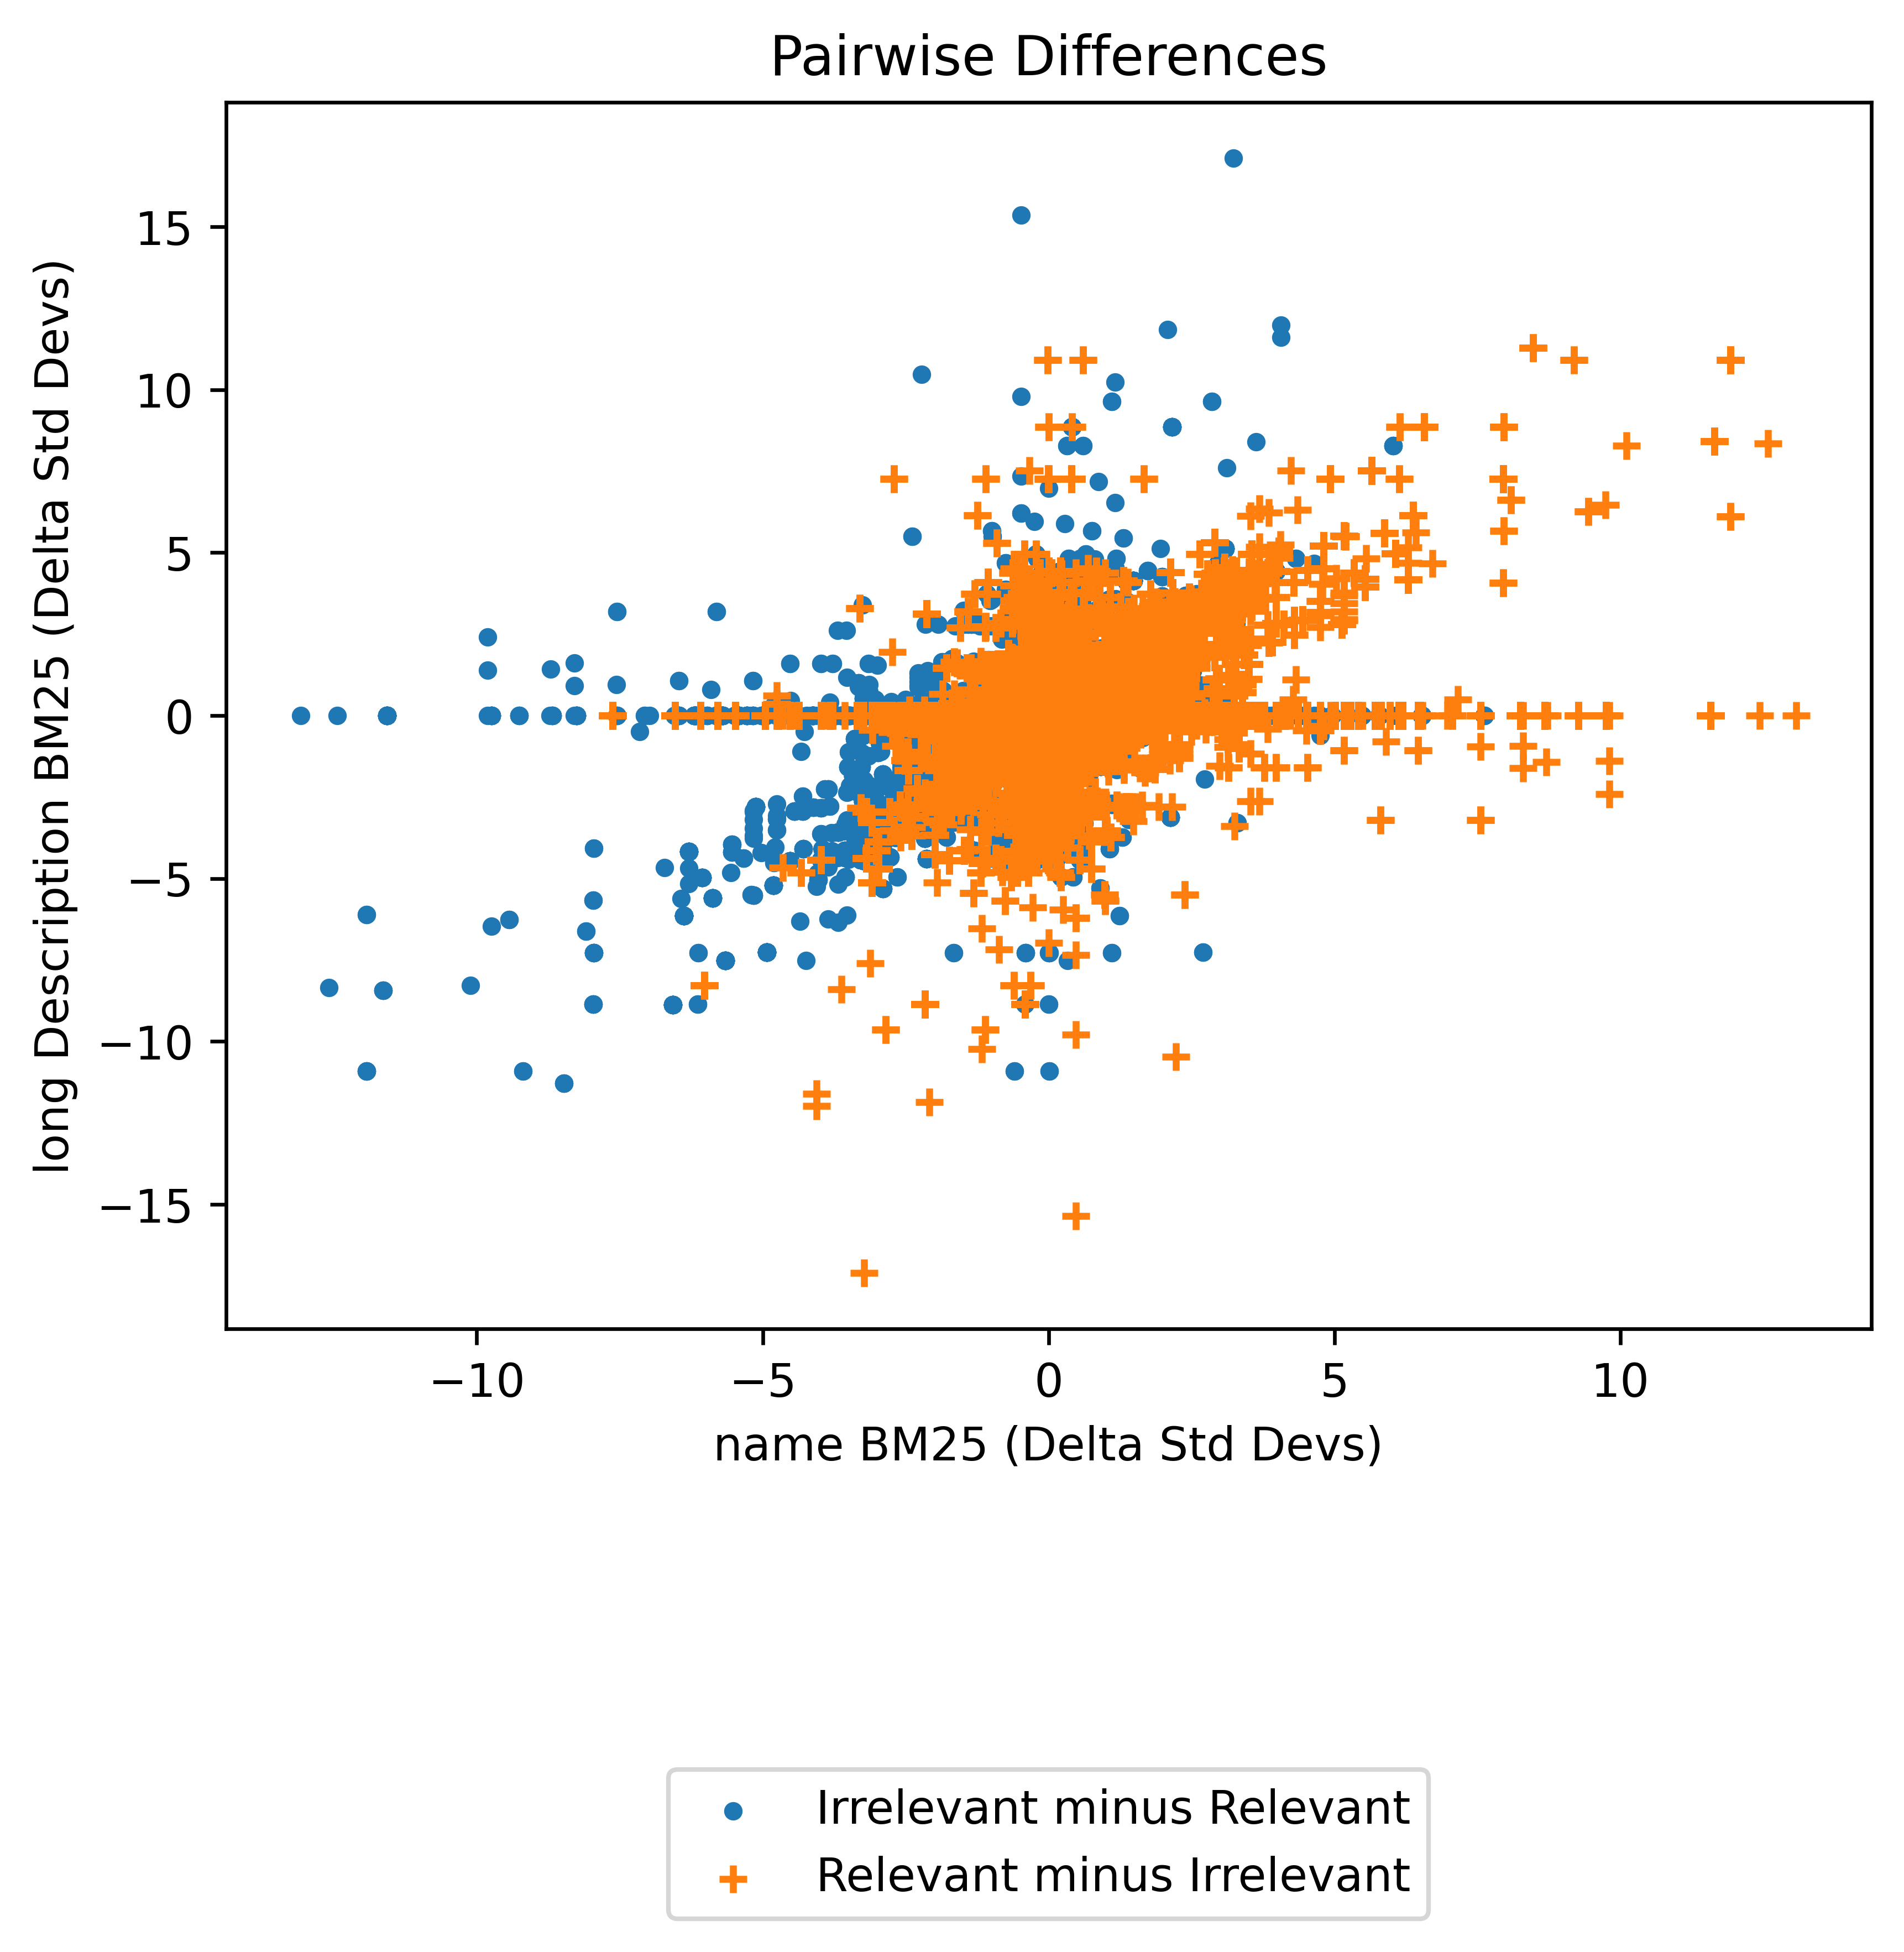 Pairwise Differences
15
10
5
0
−5
−10
−15
long Description BM25 (Delta Std Devs)
−10 −5 0 5 10
name BM25 (Delta Std Devs)
Irrelevant minus Relevant
Relevant minus Irrelevant